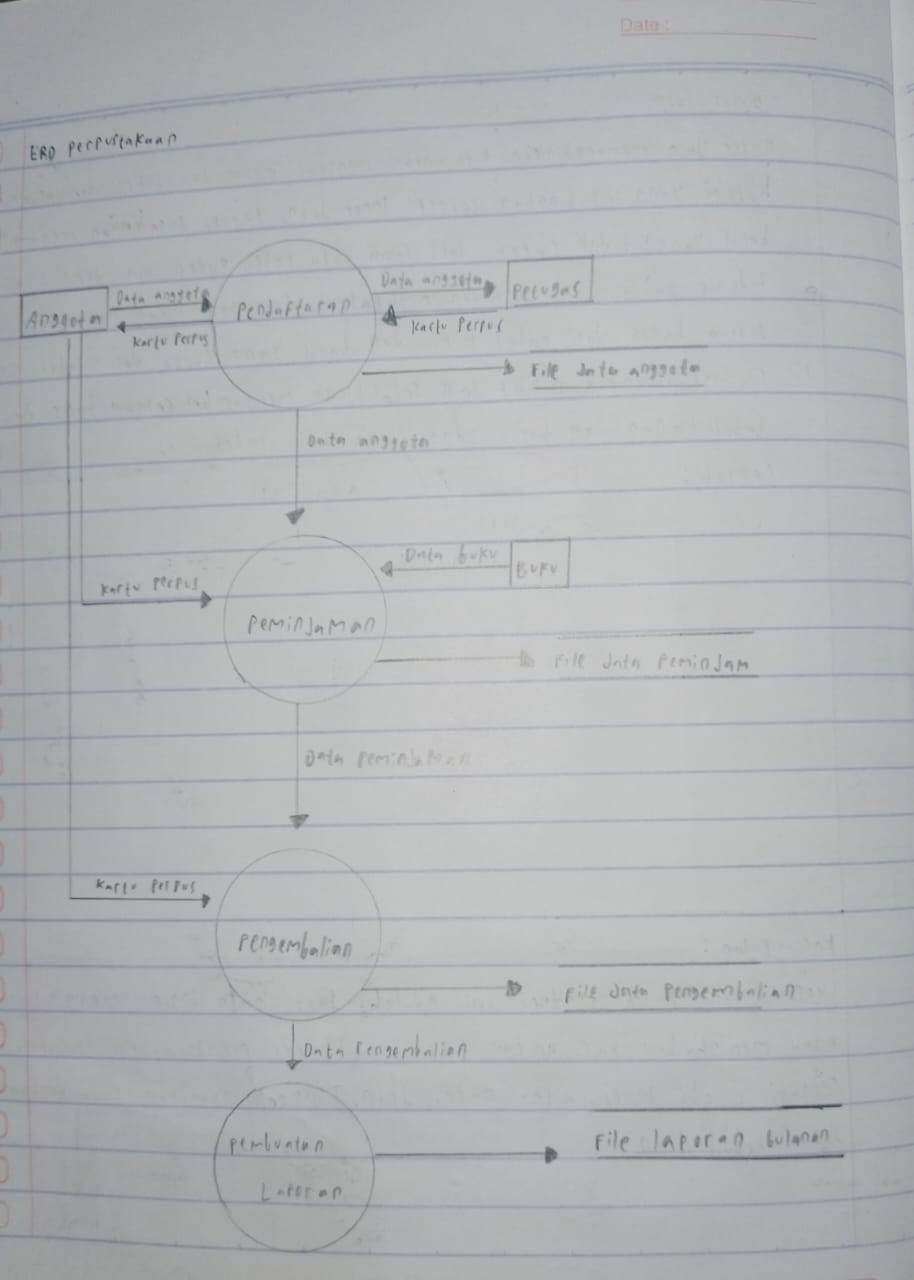 Date :
ERD perpustakaan
Anggota
Data anggota
Kartu Perpus
Pendaftaran
Data anggota
Kartu Perpus
Petugas
File data anggota
Data anggota
Kartu Perpus
Peminjaman
Data Buku
Buku
File data Peminjam
Data Peminjaman
Kartu Perpus
Pengembalian
File data Pengembalian
Data Pengembalian
Pembuatan
Laporan
File laporan bulanan